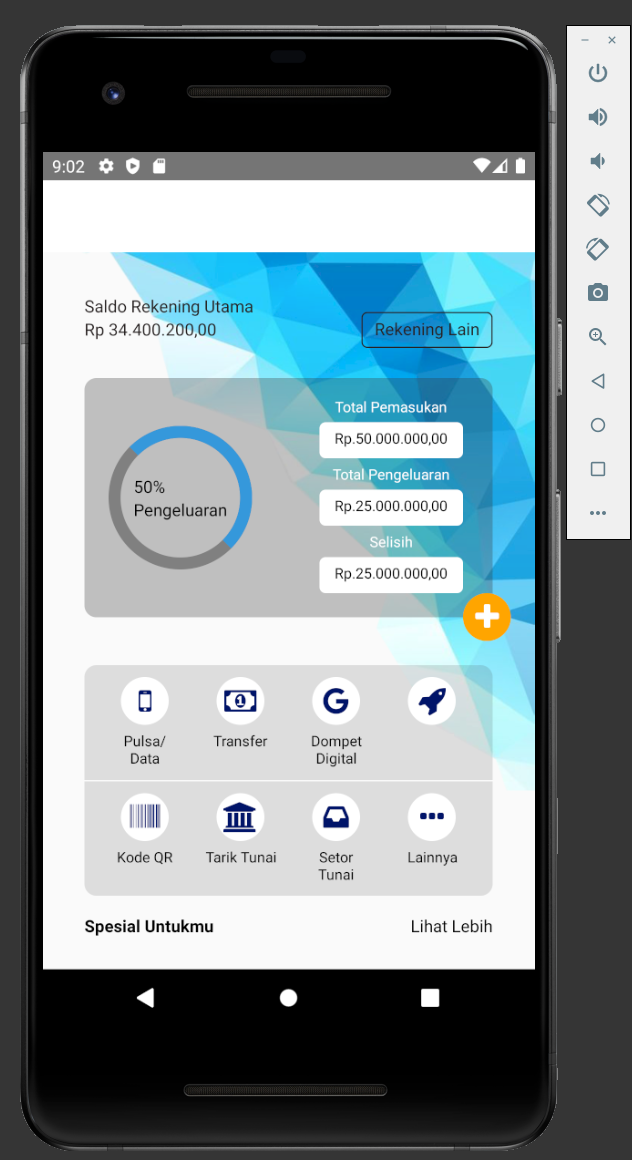 9:02
Saldo Rekening Utama
Rp 34.400.200,00
Rekening Lain
50%
Pengeluaran
Total Pemasukan
Rp.50.000.000,00
Total Pengeluaran
Rp.25.000.000,00
Selisih
Rp.25.000.000,00
Pulsa/
Data
Transfer
Dompet
Digital
Kode QR
Tarik Tunai
Setor
Tunai
Lainnya
Spesial Untukmu
Lihat Lebih